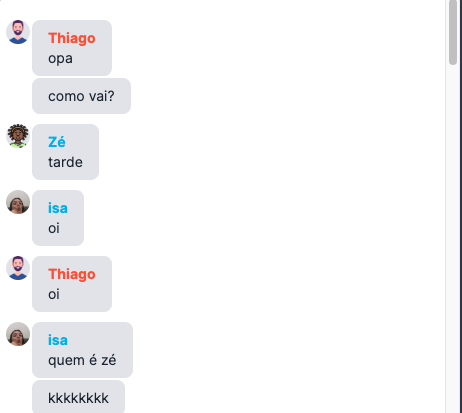 Thiago
opa
como vai?
Zé
tarde
isa
oi
Thiago
oi
isa
quem é zé
kkkkkkkk